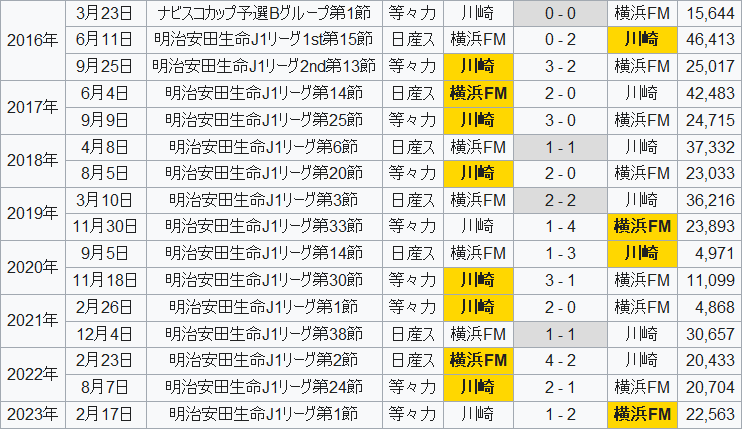 2016年 3月23日 ナビスコカップ予選Bグループ第1節 等々力 川崎 0 - 0 横浜FM 15,644
6月11日 明治安田生命J1リーグ1st第15節 日産ス 横浜FM 0 - 2 川崎 46,413
9月25日 明治安田生命J1リーグ2nd第13節 等々力 川崎 3 - 2 横浜FM 25,017
2017年 6月4日 明治安田生命J1リーグ第14節 日産ス 横浜FM 2 - 0 川崎 42,483
9月9日 明治安田生命J1リーグ第25節 等々力 川崎 3 - 0 横浜FM 24,715
2018年 4月8日 明治安田生命J1リーグ第6節 日産ス 横浜FM 1 - 1 川崎 37,332
8月5日 明治安田生命J1リーグ第20節 等々力 川崎 2 - 0 横浜FM 23,033
2019年 3月10日 明治安田生命J1リーグ第3節 日産ス 横浜FM 2 - 2 川崎 36,216
11月30日 明治安田生命J1リーグ第33節 等々力 川崎 1 - 4 横浜FM 23,893
2020年 9月5日 明治安田生命J1リーグ第14節 日産ス 横浜FM 1 - 3 川崎 4,971
11月18日 明治安田生命J1リーグ第30節 等々力 川崎 3 - 1 横浜FM 11,099
2021年 2月26日 明治安田生命J1リーグ第1節 等々力 川崎 2 - 0 横浜FM 4,868
12月4日 明治安田生命J1リーグ第38節 日産ス 横浜FM 1 - 1 川崎 30,657
2022年 2月23日 明治安田生命J1リーグ第2節 日産ス 横浜FM 4 - 2 川崎 20,433
8月7日 明治安田生命J1リーグ第24節 等々力 川崎 2 - 1 横浜FM 20,704
2023年 2月17日 明治安田生命J1リーグ第1節 等々力 川崎 1 - 2 横浜FM 22,563